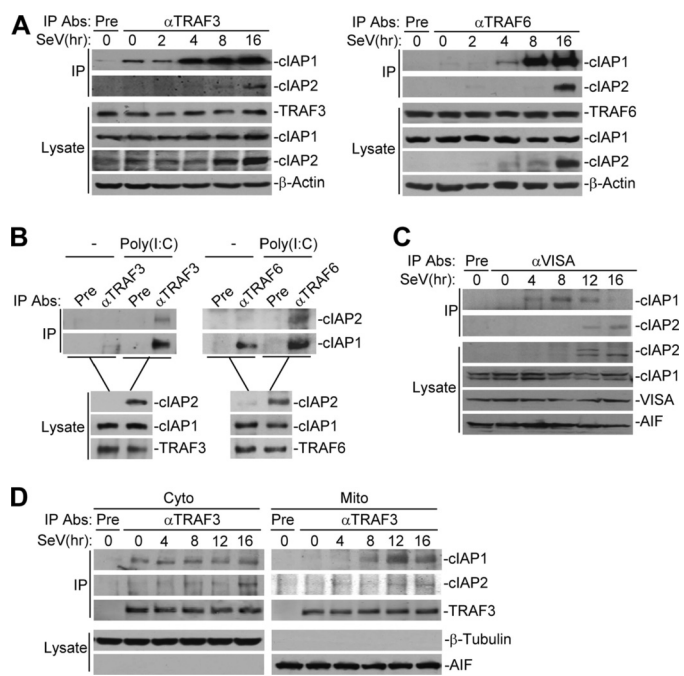 A
IP Abs: Pre αTRAF3
SeV(hr): 0 0 2 4 8 16
IP
-cIAP1
-cIAP2
Lysate
-TRAF3
-cIAP1
-cIAP2
-β-Actin
IP Abs: Pre αTRAF6
SeV(hr): 0 0 2 4 8 16
IP
-cIAP1
-cIAP2
Lysate
-TRAF6
-cIAP1
-cIAP2
-β-Actin
B
- Poly(I:C) - Poly(I:C)
IP Abs: Pre αTRAF3 Pre αTRAF3 Pre αTRAF6 Pre αTRAF6
IP
-cIAP2
-cIAP1
Lysate
-cIAP2 -cIAP2
-cIAP1 -cIAP1
-TRAF3 -TRAF6
C
IP Abs: Pre αVISA
SeV(hr): 0 0 4 8 12 16
IP
-cIAP1
-cIAP2
Lysate
-cIAP2
-cIAP1
-VISA
-AIF
D
Cyto Mito
IP Abs: Pre αTRAF3 Pre αTRAF3
SeV(hr): 0 0 4 8 12 16 0 0 4 8 12 16
IP
-cIAP1
-cIAP2
-TRAF3
Lysate
-β-Tubulin
-AIF